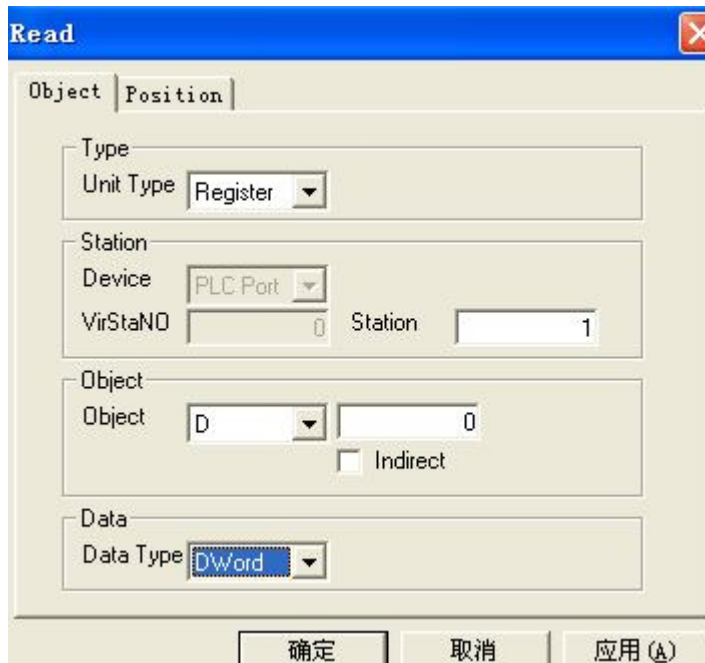 Read
Object Position
Type
Unit Type Register
Station
Device PLC Port
VirStaNO 0 Station 1
Object
Object D 0
Indirect
Data
Data Type DWord
确定 取消 应用(A)